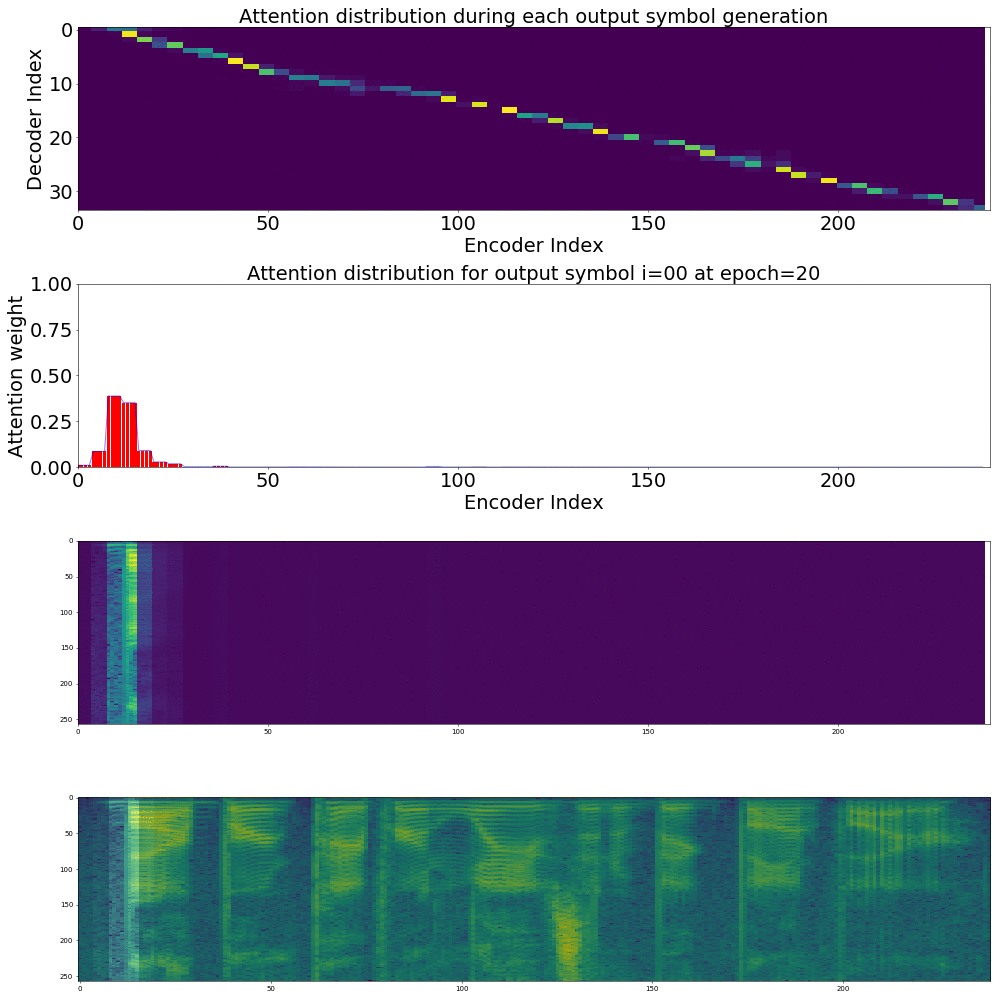 Attention distribution during each output symbol generation
Decoder Index
0
10
20
30
0 50 100 150 200
Encoder Index
Attention distribution for output symbol i=00 at epoch=20
Attention weight
1.00
0.75
0.50
0.25
0.00
0 50 100 150 200
Encoder Index
0
50
100
150
200
250
0 50 100 150 200
0
50
100
150
200
250
0 50 100 150 200